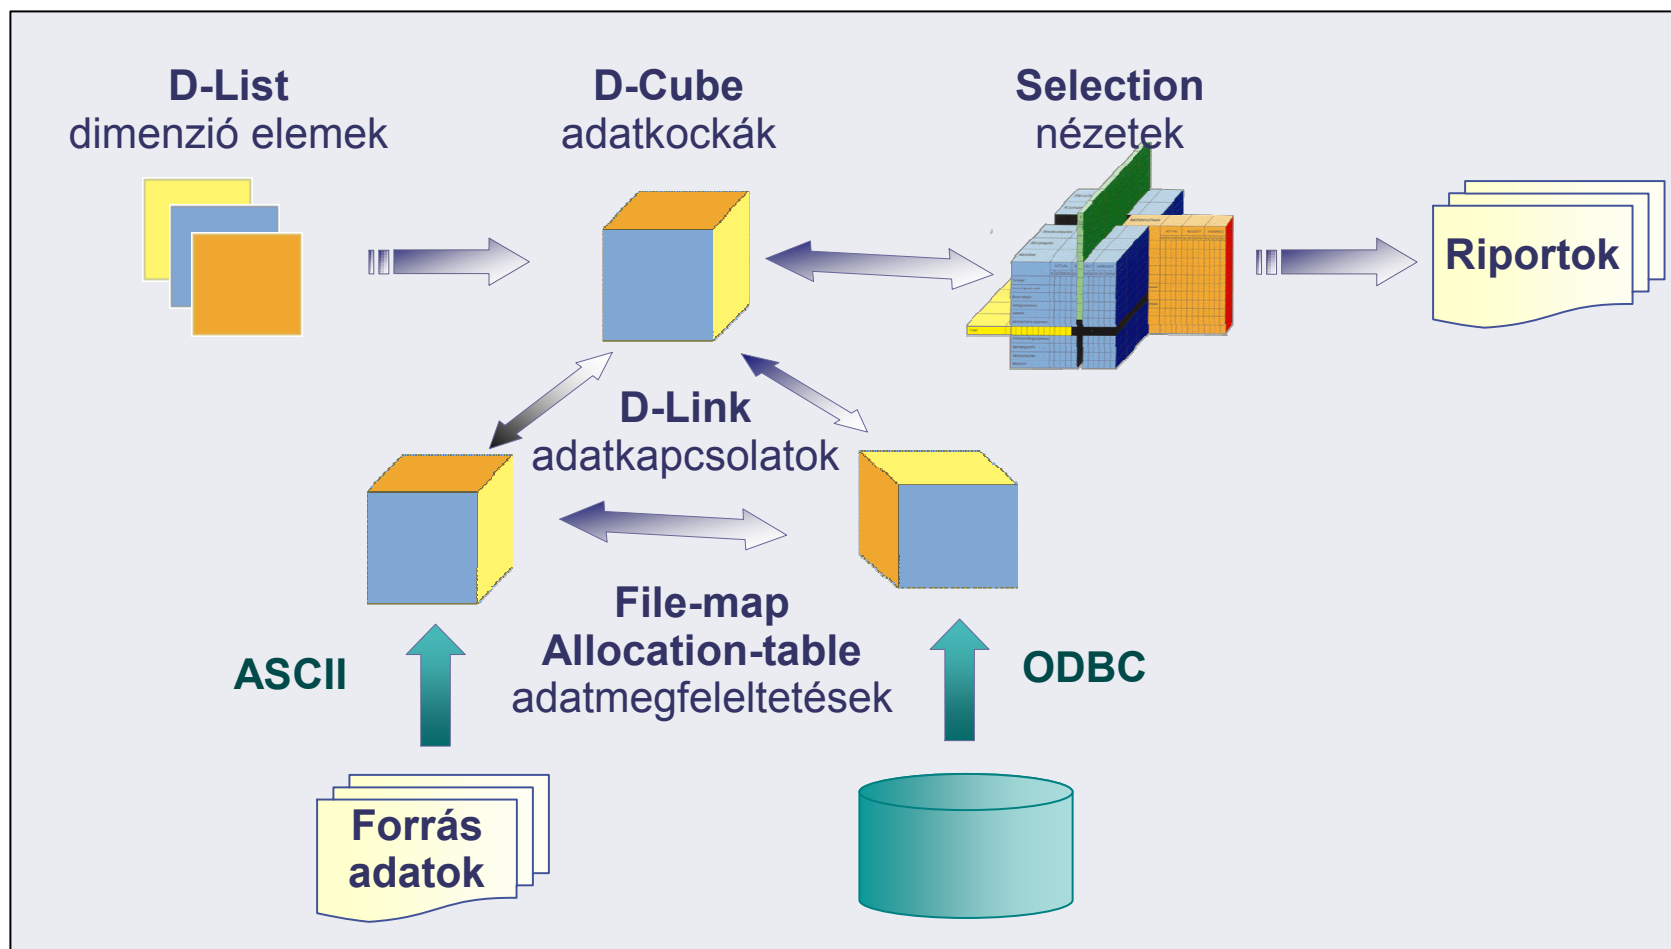 D-List
dimenzió elemek
D-Cube
adatkockák
Selection
nézetek
Riportok
D-Link
adatkapcsolatok
File-map
Allocation-table
adatmegfeleltetések
ASCII
ODBC
Forrás
adatok